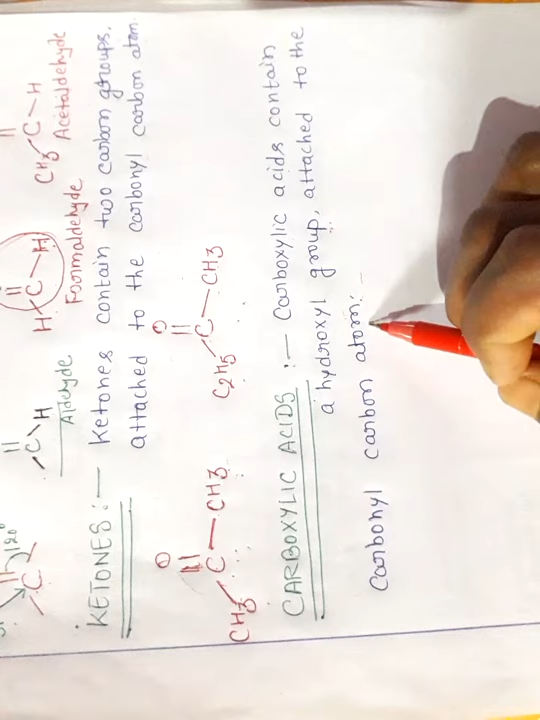 O
120°
C
C
H
Aldehyde
H C H
Formaldehyde
CH3 C H
Acetaldehyde
KETONES :— Ketones contain two carbon groups,
attached to the carbonyl carbon atom.
O O
CH3 C CH3 C2H5 C CH3
CARBOXYLIC ACIDS :— Carboxylic acids contain
a hydroxyl group, attached to the
Carbonyl carbon atom:-